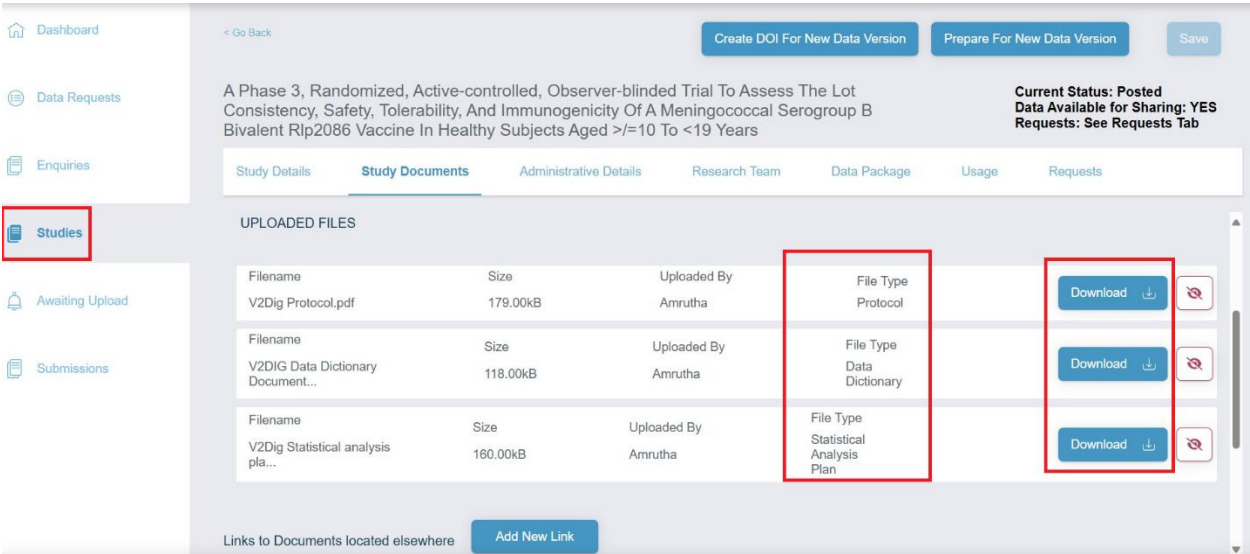 Dashboard
Data Requests
Enquiries
Studies
Awaiting Upload
Submissions
< Go Back
Create DOI For New Data Version
Prepare For New Data Version
Save
A Phase 3, Randomized, Active-controlled, Observer-blinded Trial To Assess The Lot
Consistency, Safety, Tolerability, And Immunogenicity Of A Meningococcal Serogroup B
Bivalent Rlp2086 Vaccine In Healthy Subjects Aged >/=10 To <19 Years
Current Status: Posted
Data Available for Sharing: YES
Requests: See Requests Tab
Study Details
Study Documents
Administrative Details
Research Team
Data Package
Usage
Requests
UPLOADED FILES
Filename
V2Dig Protocol.pdf
Size
179.00kB
Uploaded By
Amrutha
File Type
Protocol
Download
Filename
V2DIG Data Dictionary
Document...
Size
118.00kB
Uploaded By
Amrutha
File Type
Data
Dictionary
Download
Filename
V2Dig Statistical analysis
pla...
Size
160.00kB
Uploaded By
Amrutha
File Type
Statistical
Analysis
Plan
Download
Links to Documents located elsewhere
Add New Link